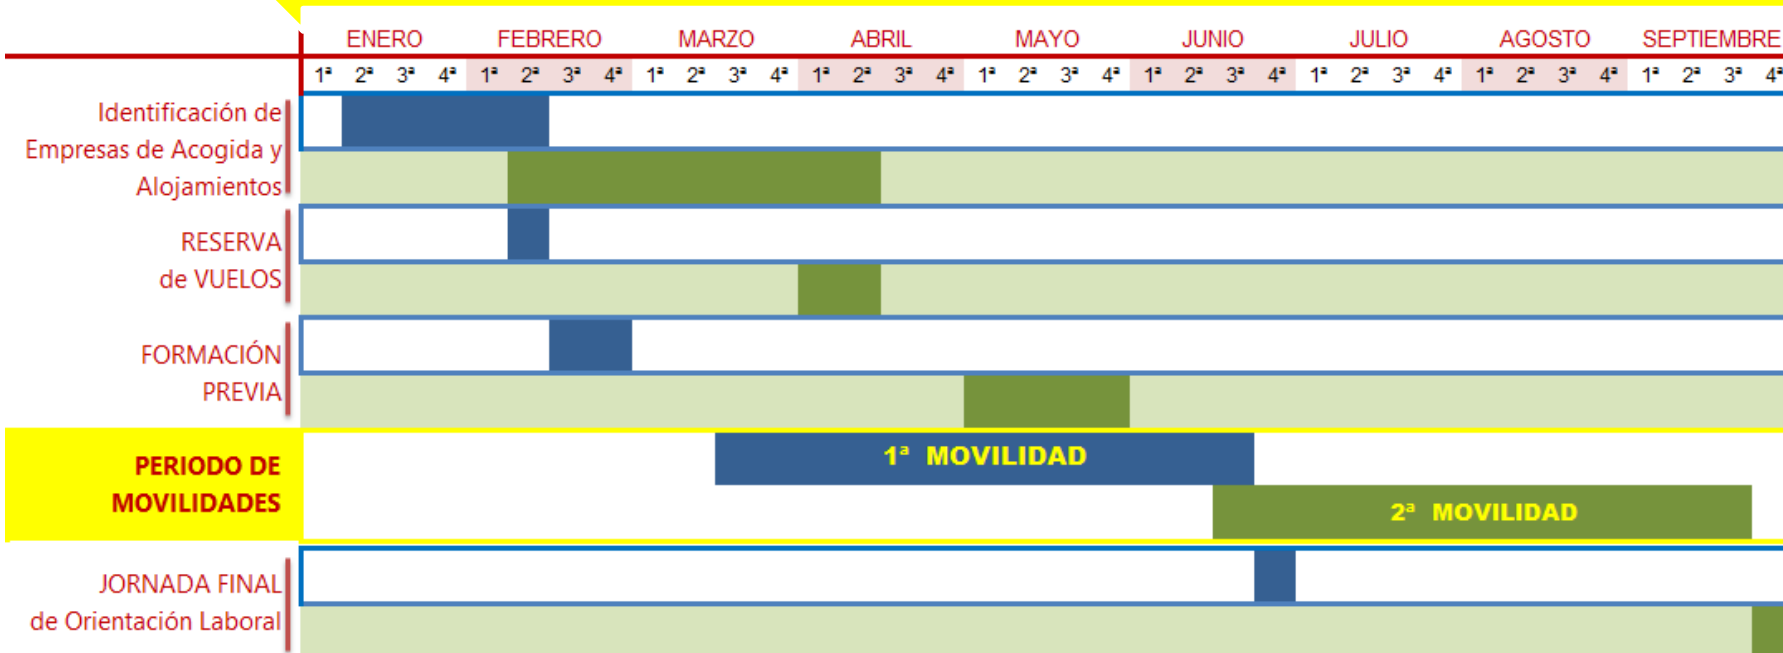 ENERO FEBRERO MARZO ABRIL MAYO JUNIO JULIO AGOSTO SEPTIEMBRE
1ª 2ª 3ª 4ª 1ª 2ª 3ª 4ª 1ª 2ª 3ª 4ª 1ª 2ª 3ª 4ª 1ª 2ª 3ª 4ª 1ª 2ª 3ª 4ª 1ª 2ª 3ª 4ª 1ª 2ª 3ª 4ª 1ª 2ª 3ª 4ª
Identificación de
Empresas de Acogida y
Alojamientos
RESERVA
de VUELOS
FORMACIÓN
PREVIA
PERIODO DE
MOVILIDADES
1ª MOVILIDAD
2ª MOVILIDAD
JORNADA FINAL
de Orientación Laboral